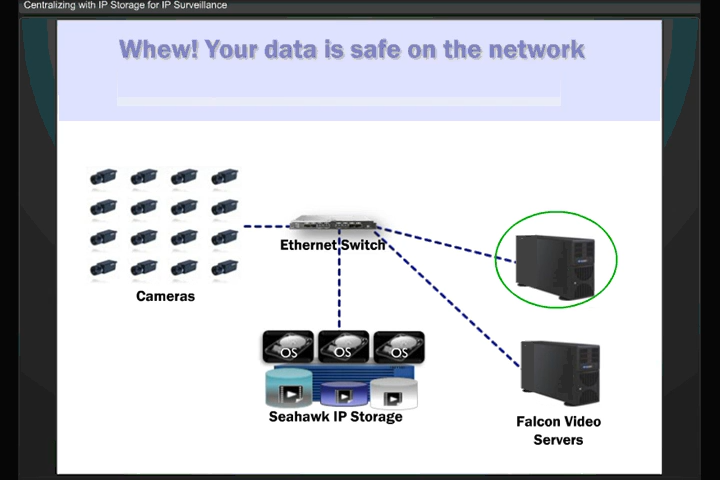 Centralizing with IP Storage for IP Surveillance
Whew! Your data is safe on the network
Ethernet Switch
Cameras
OS OS OS
Seahawk IP Storage
Falcon Video
Servers